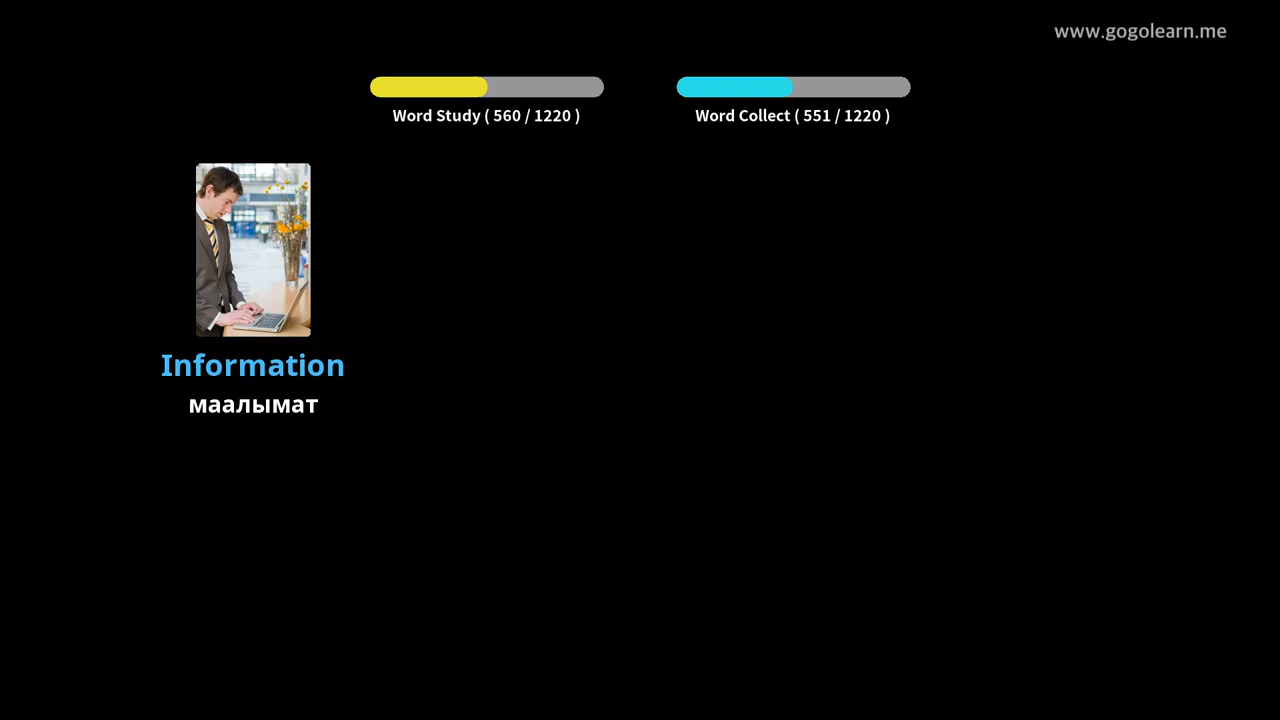 www.gogolearn.me
Word Study ( 560 / 1220 )
Word Collect ( 551 / 1220 )
Information
маалымат